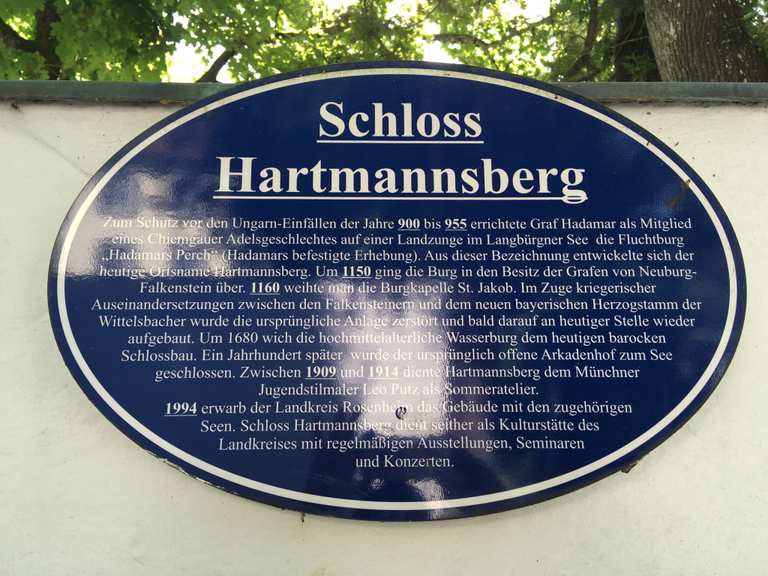 Schloss
Hartmannsberg
Zum Schutz vor den Ungarn-Einfällen der Jahre 900 bis 955 errichtete Graf Hadamar als Mitglied
eines Chiemgauer Adelsgeschlechtes auf einer Landzunge im Langbürgner See die Fluchtburg
„Hadamars Perch“ (Hadamars befestigte Erhebung). Aus dieser Bezeichnung entwickelte sich der
heutige Ortsname Hartmannsberg. Um 1150 ging die Burg in den Besitz der Grafen von Neuburg-
Falkenstein über. 1160 weihte man die Burgkapelle St. Jakob. Im Zuge kriegerischer
Auseinandersetzungen zwischen den Falkensteinern und dem neuen bayerischen Herzogstamm der
Wittelsbacher wurde die ursprüngliche Anlage zerstört und bald darauf an heutiger Stelle wieder
aufgebaut. Um 1680 wich die hochmittelalterliche Wasserburg dem heutigen barocken
Schlossbau. Ein Jahrhundert später wurde der ursprünglich offene Arkadenhof zum See
geschlossen. Zwischen 1909 und 1914 diente Hartmannsberg dem Münchner
Jugendstilmaler Leo Putz als Sommeratelier.
1994 erwarb der Landkreis Rosenheim das Gebäude mit den zugehörigen
Seen. Schloss Hartmannsberg dient seither als Kulturstätte des
Landkreises mit regelmäßigen Ausstellungen, Seminaren
und Konzerten.